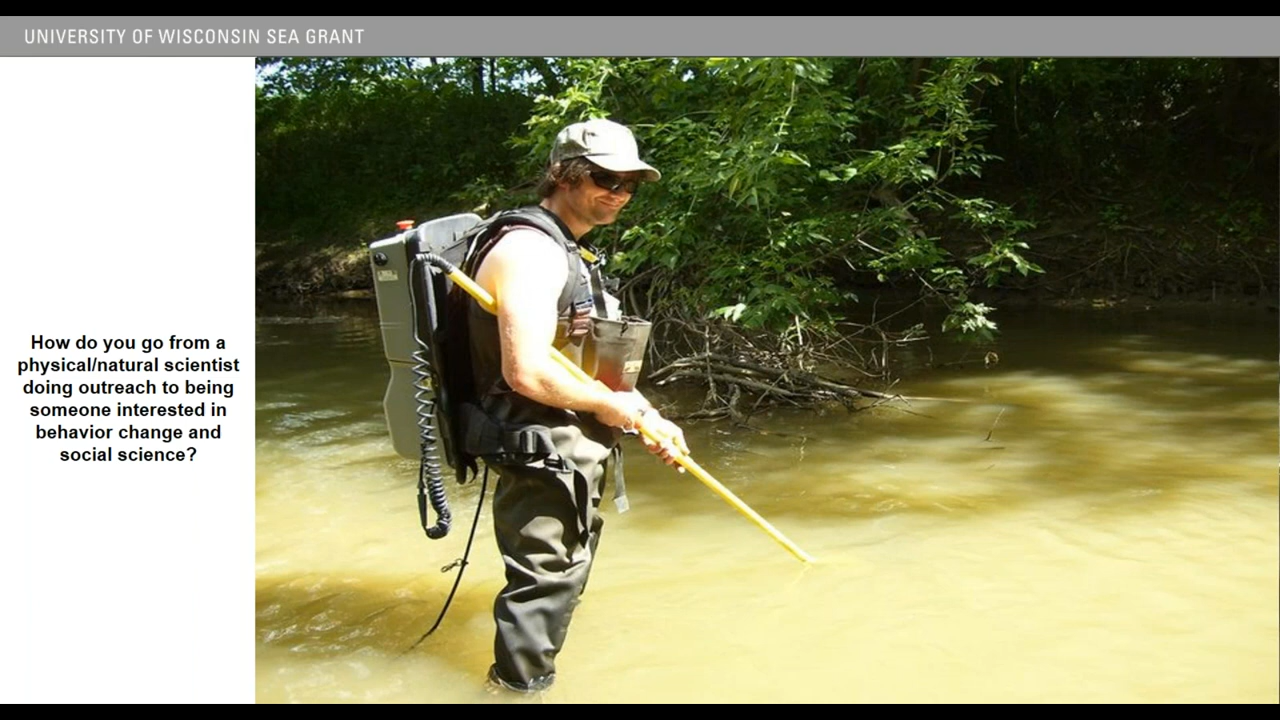 UNIVERSITY OF WISCONSIN SEA GRANT
How do you go from a
physical/natural scientist
doing outreach to being
someone interested in
behavior change and
social science?